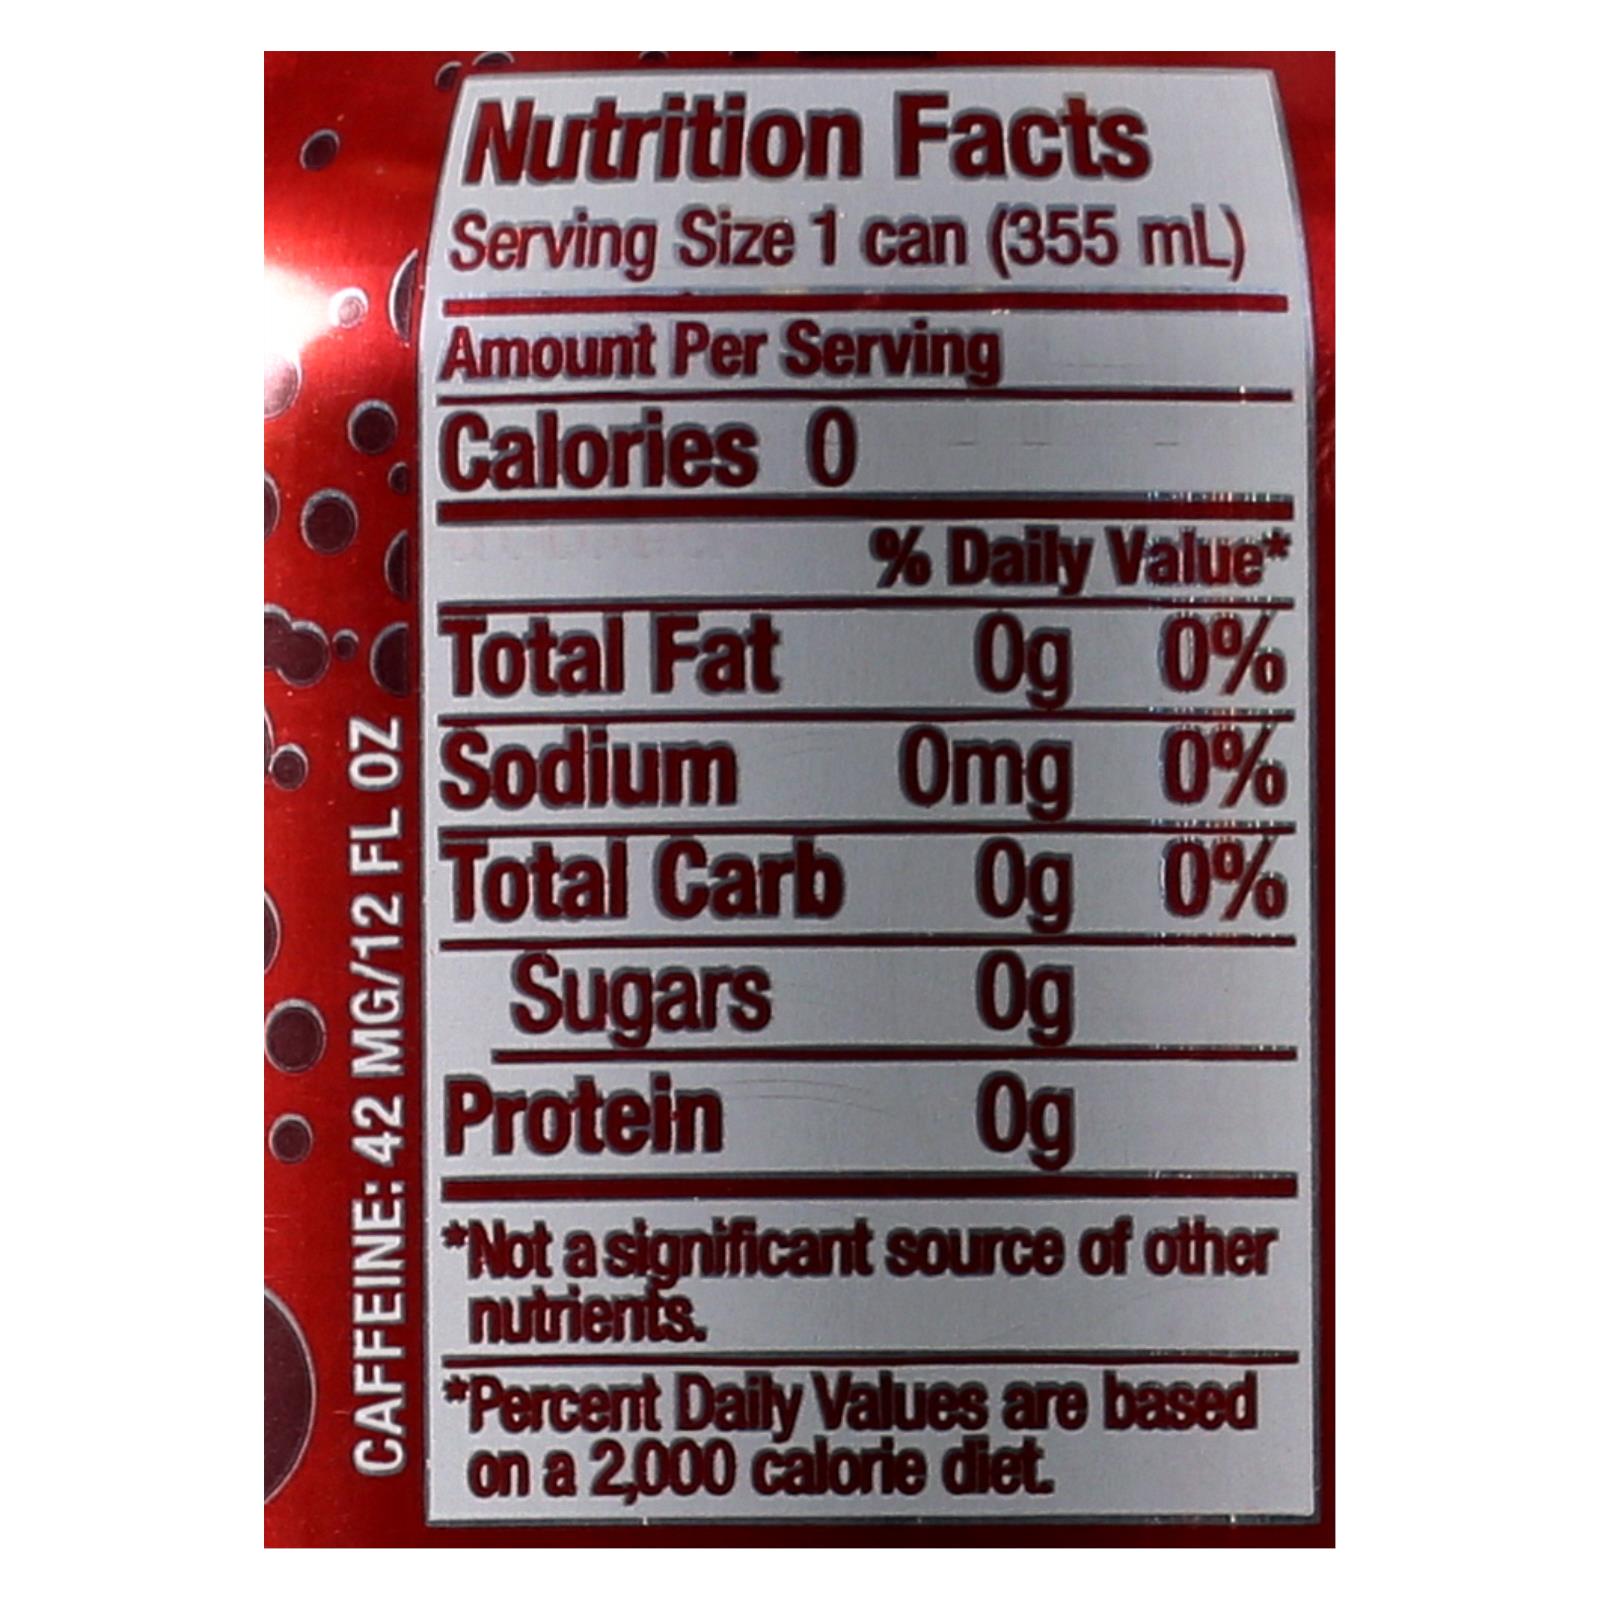 Nutrition Facts
Serving Size 1 can (355 mL)
Amount Per Serving
Calories 0
% Daily Value*
Total Fat 0g 0%
Sodium 0mg 0%
Total Carb 0g 0%
Sugars 0g
Protein 0g
*Not a significant source of other
nutrients.
*Percent Daily Values are based
on a 2,000 calorie diet.
CAFFEINE: 42 MG/12 FL OZ